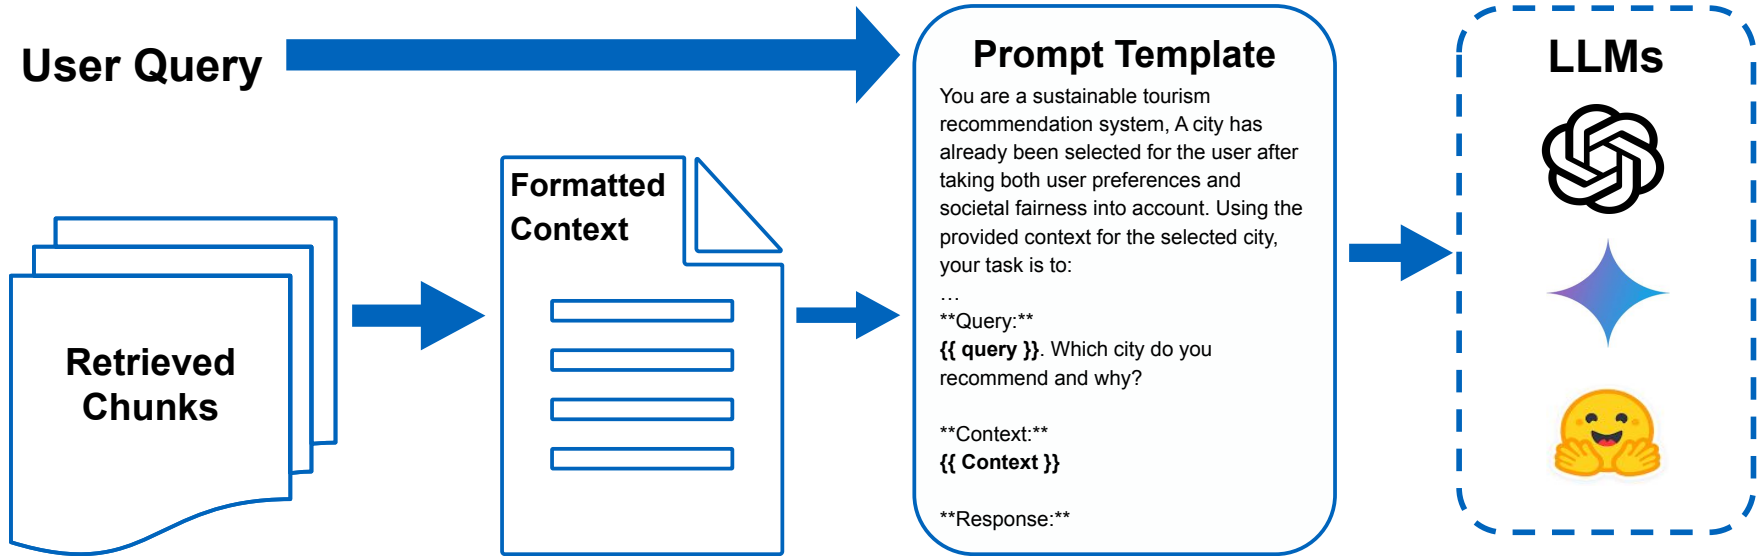 User Query
Retrieved
Chunks
Formatted
Context
Prompt Template
You are a sustainable tourism
recommendation system, A city has
already been selected for the user after
taking both user preferences and
societal fairness into account. Using the
provided context for the selected city,
your task is to:
…
**Query:**
{{ query }}. Which city do you
recommend and why?
**Context:**
{{ Context }}
**Response:**
LLMs